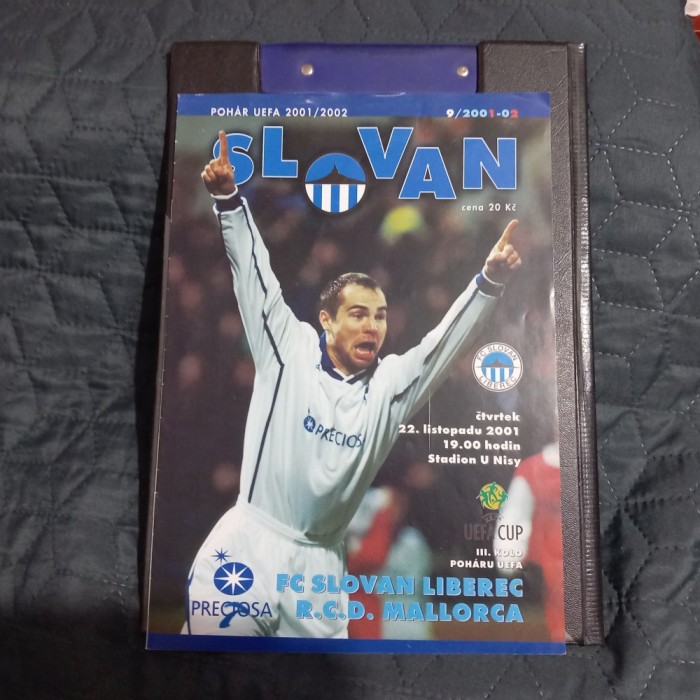 POHÁR UEFA 2001/2002
9/2001-02
SLOVAN
cena 20 Kč
FC SLOVAN
LIBEREC
PRECIOSA
čtvrtek
22. listopadu 2001
19.00 hodin
Stadion U Nisy
UEFA CUP
III. KOLO
POHÁRU UEFA
FC SLOVAN LIBEREC
R.C.D. MALLORCA
PRECIOSA